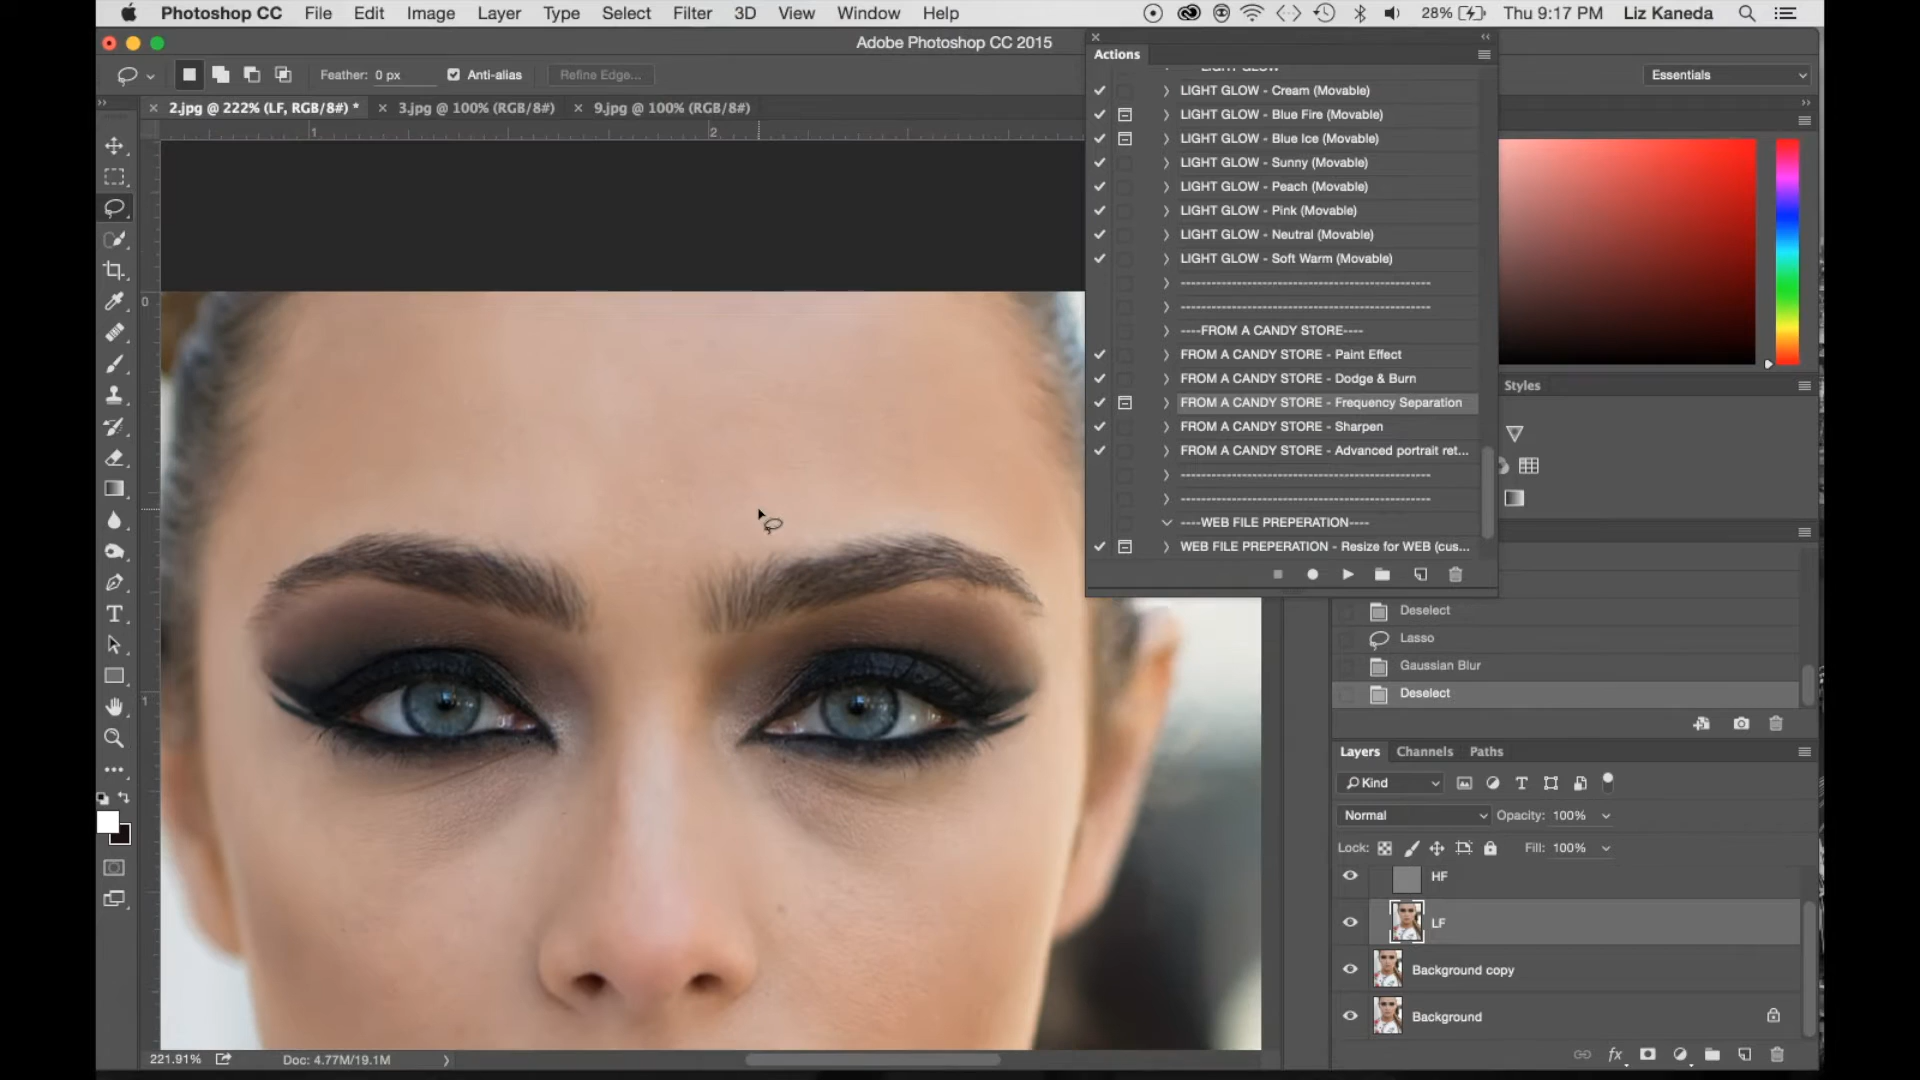 Photoshop CC File Edit Image Layer Type Select Filter 3D View Window Help 28% Thu 9:17 PM Liz Kaneda
Adobe Photoshop CC 2015
Feather: 0 px Anti-alias Refine Edge... Essentials
2.jpg @ 222% (LF, RGB/8#) * 3.jpg @ 100% (RGB/8#) 9.jpg @ 100% (RGB/8#)
1 2
0
1
Actions
LIGHT GLOW - Cream (Movable)
LIGHT GLOW - Blue Fire (Movable)
LIGHT GLOW - Blue Ice (Movable)
LIGHT GLOW - Sunny (Movable)
LIGHT GLOW - Peach (Movable)
LIGHT GLOW - Pink (Movable)
LIGHT GLOW - Neutral (Movable)
LIGHT GLOW - Soft Warm (Movable)
-------------------------------------------------
-------------------------------------------------
----FROM A CANDY STORE----
FROM A CANDY STORE - Paint Effect
FROM A CANDY STORE - Dodge & Burn
FROM A CANDY STORE - Frequency Separation
FROM A CANDY STORE - Sharpen
FROM A CANDY STORE - Advanced portrait ret...
-------------------------------------------------
-------------------------------------------------
----WEB FILE PREPERATION----
WEB FILE PREPERATION - Resize for WEB (cus...
Styles
Deselect
Lasso
Gaussian Blur
Deselect
Layers Channels Paths
Kind
Normal Opacity: 100%
Lock: Fill: 100%
HF
LF
Background copy
Background
fx
221.91% Doc: 4.77M/19.1M